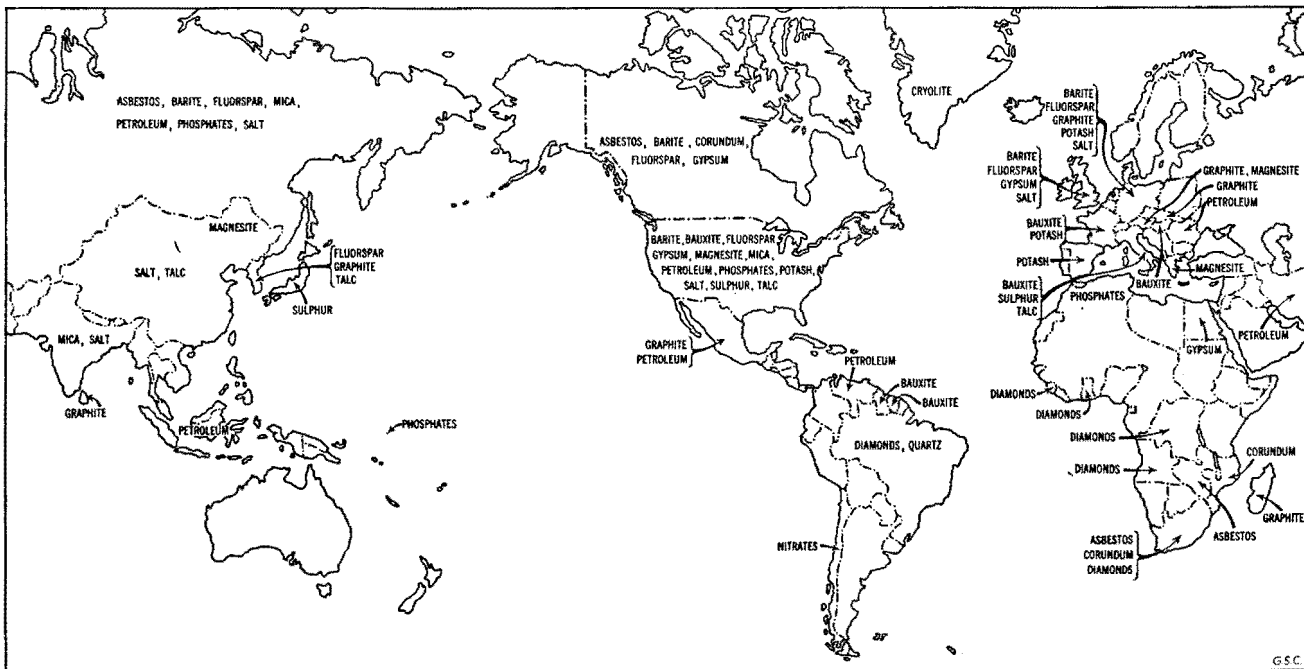 ASBESTOS, BARITE, FLUORSPAR, MICA,
PETROLEUM, PHOSPHATES, SALT
MAGNESITE
SALT, TALC
FLUORSPAR
GRAPHITE
TALC
SULPHUR
MICA, SALT
GRAPHITE
PETROLEUM
PHOSPHATES
ASBESTOS, BARITE, CORUNDUM,
FLUORSPAR, GYPSUM
BARITE, BAUXITE, FLUORSPAR
GYPSUM, MAGNESITE, MICA,
PETROLEUM, PHOSPHATES, POTASH,
SALT, SULPHUR, TALC
GRAPHITE
PETROLEUM
PETROLEUM
BAUXITE
BAUXITE
DIAMONDS, QUARTZ
NITRATES
CRYOLITE
BARITE
FLUORSPAR
GRAPHITE
POTASH
SALT
BARITE
FLUORSPAR
GYPSUM
SALT
GRAPHITE, MAGNESITE
GRAPHITE
PETROLEUM
BAUXITE
POTASH
POTASH
BAUXITE
SULPHUR
TALC
MAGNESITE
BAUXITE
PHOSPHATES
PETROLEUM
GYPSUM
DIAMONDS
DIAMONDS
DIAMONDS
DIAMONDS
CORUNDUM
GRAPHITE
ASBESTOS
ASBESTOS
CORUNDUM
DIAMONDS
G.S.C.